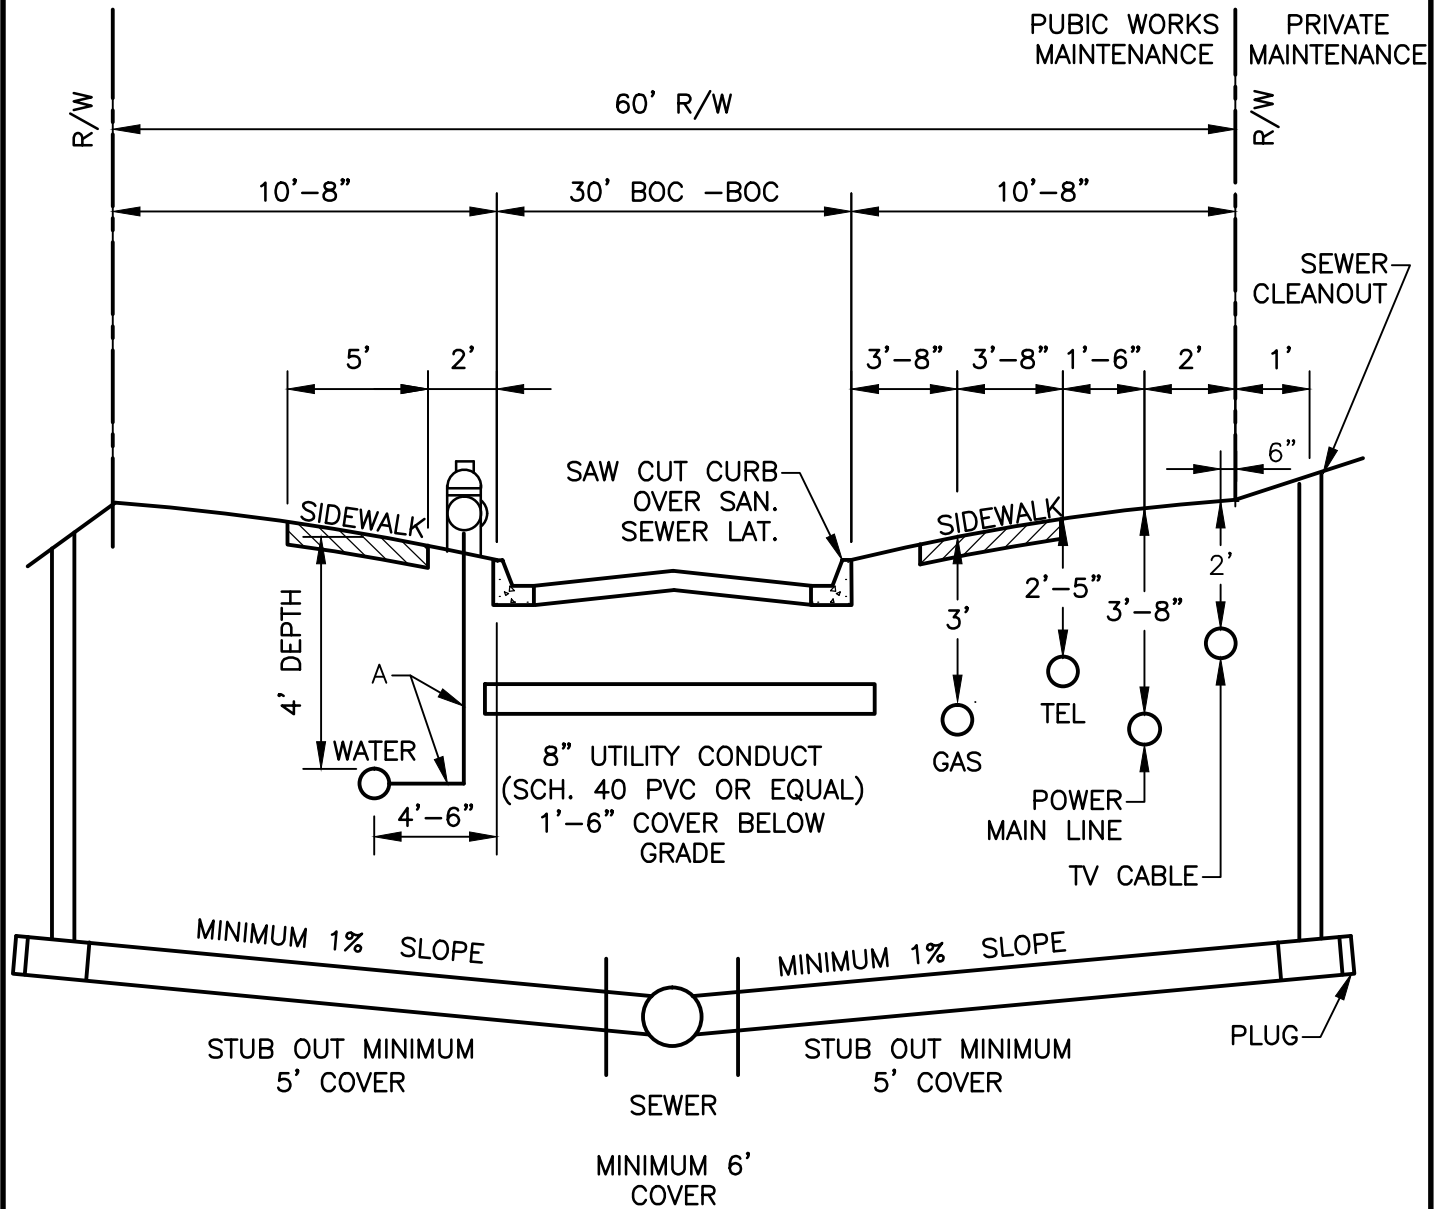 PUBIC WORKS
MAINTENANCE
PRIVATE
MAINTENANCE
R/W
60' R/W
R/W
10'-8"
30' BOC -BOC
10'-8"
SEWER
CLEANOUT
5'
2'
3'-8"
3'-8"
1'-6"
2'
1'
6"
SAW CUT CURB
OVER SAN.
SEWER LAT.
SIDEWALK
SIDEWALK
4' DEPTH
A
3'
2'-5"
3'-8"
2'
WATER
4'-6"
8" UTILITY CONDUCT
(SCH. 40 PVC OR EQUAL)
1'-6" COVER BELOW
GRADE
GAS
TEL
POWER
MAIN LINE
TV CABLE
MINIMUM 1% SLOPE
MINIMUM 1% SLOPE
STUB OUT MINIMUM
5' COVER
STUB OUT MINIMUM
5' COVER
PLUG
SEWER
MINIMUM 6'
COVER